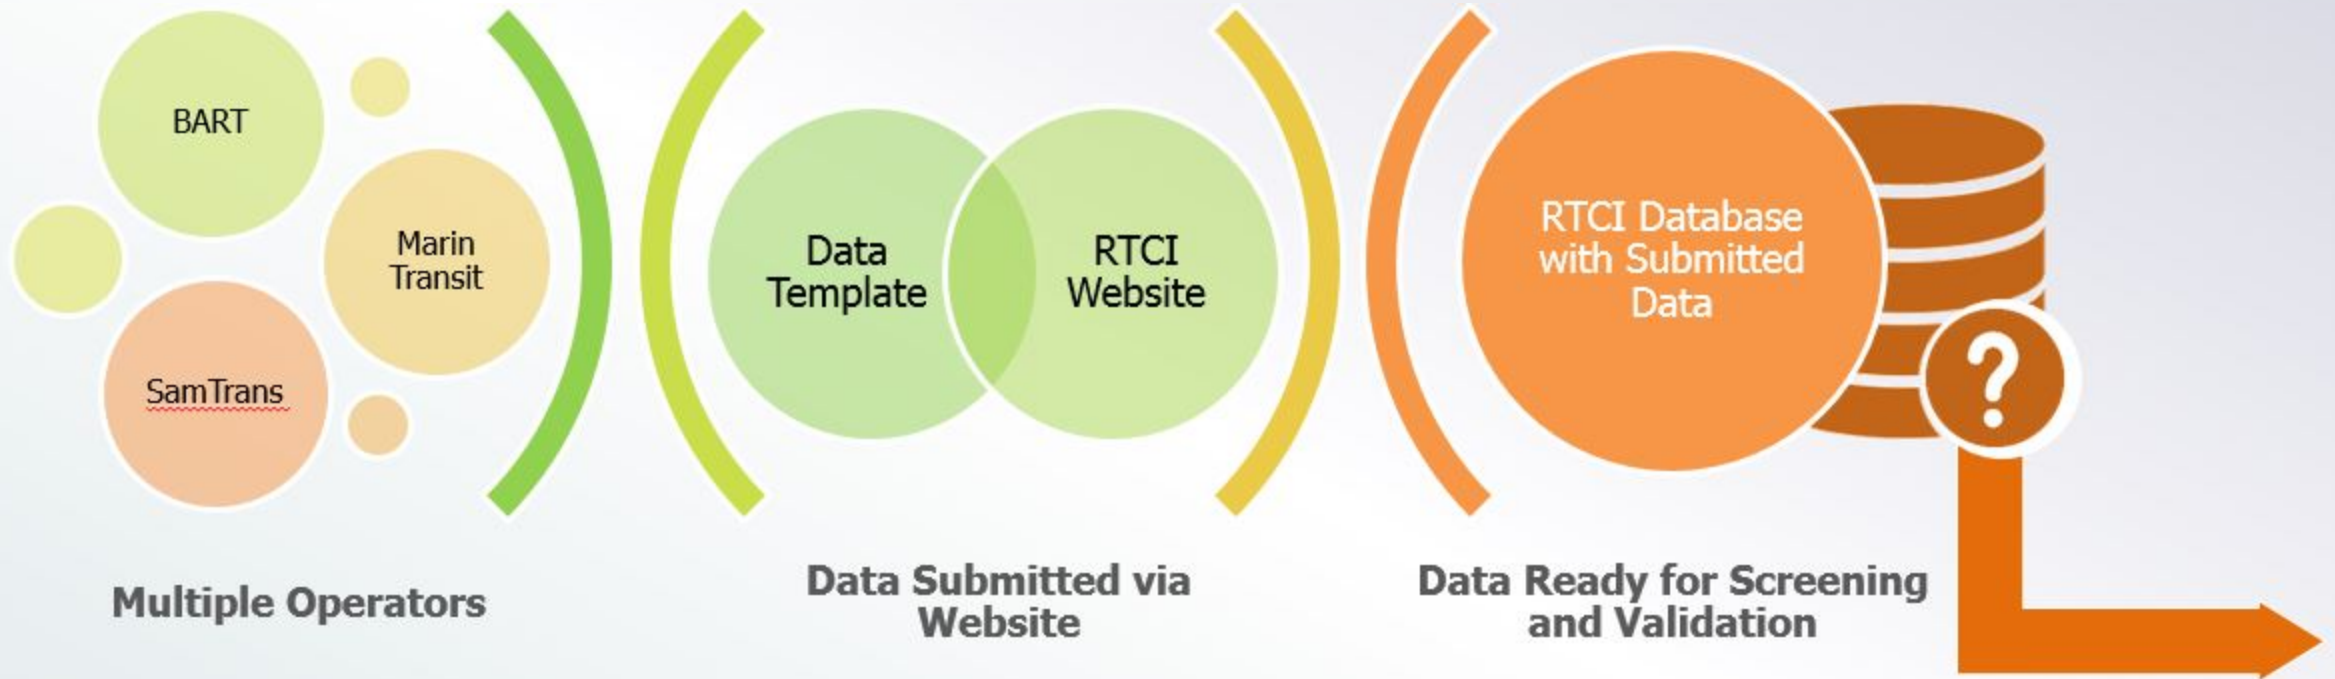 BART
Marin
Transit
SamTrans
Multiple Operators
Data
Template
RTCI
Website
Data Submitted via
Website
RTCI Database
with Submitted
Data
?
Data Ready for Screening
and Validation